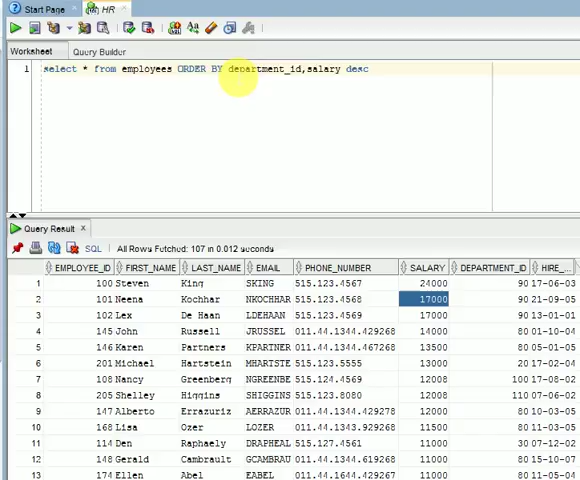 Start Page HR
Worksheet Query Builder
1 select * from employees ORDER BY department_id,salary desc
Query Result
SQL | All Rows Fetched: 107 in 0.012 seconds
EMPLOYEE_ID FIRST_NAME LAST_NAME EMAIL PHONE_NUMBER SALARY DEPARTMENT_ID HIRE_...
1 100 Steven King SKING 515.123.4567 24000 90 17-06-03
2 101 Neena Kochhar NKOCHHAR 515.123.4568 17000 90 21-09-05
3 102 Lex De Haan LDEHAAN 515.123.4569 17000 90 13-01-01
4 145 John Russell JRUSSEL 011.44.1344.429268 14000 80 01-10-04
5 146 Karen Partners KPARTNER 011.44.1344.467268 13500 80 05-01-05
6 201 Michael Hartstein MHARTSTE 515.123.5555 13000 20 17-02-04
7 108 Nancy Greenberg NGREENBE 515.124.4569 12008 100 17-08-02
8 205 Shelley Higgins SHIGGINS 515.123.8080 12008 110 07-06-02
9 147 Alberto Errazuriz AERRAZUR 011.44.1344.429278 12000 80 10-03-05
10 168 Lisa Ozer LOZER 011.44.1343.929268 11500 80 11-03-05
11 114 Den Raphaely DRAPHEAL 515.127.4561 11000 30 07-12-02
12 148 Gerald Cambrault GCAMBRAU 011.44.1344.619268 11000 80 15-10-07
13 174 Ellen Abel EABEL 011.44.1644.429267 11000 80 11-05-04